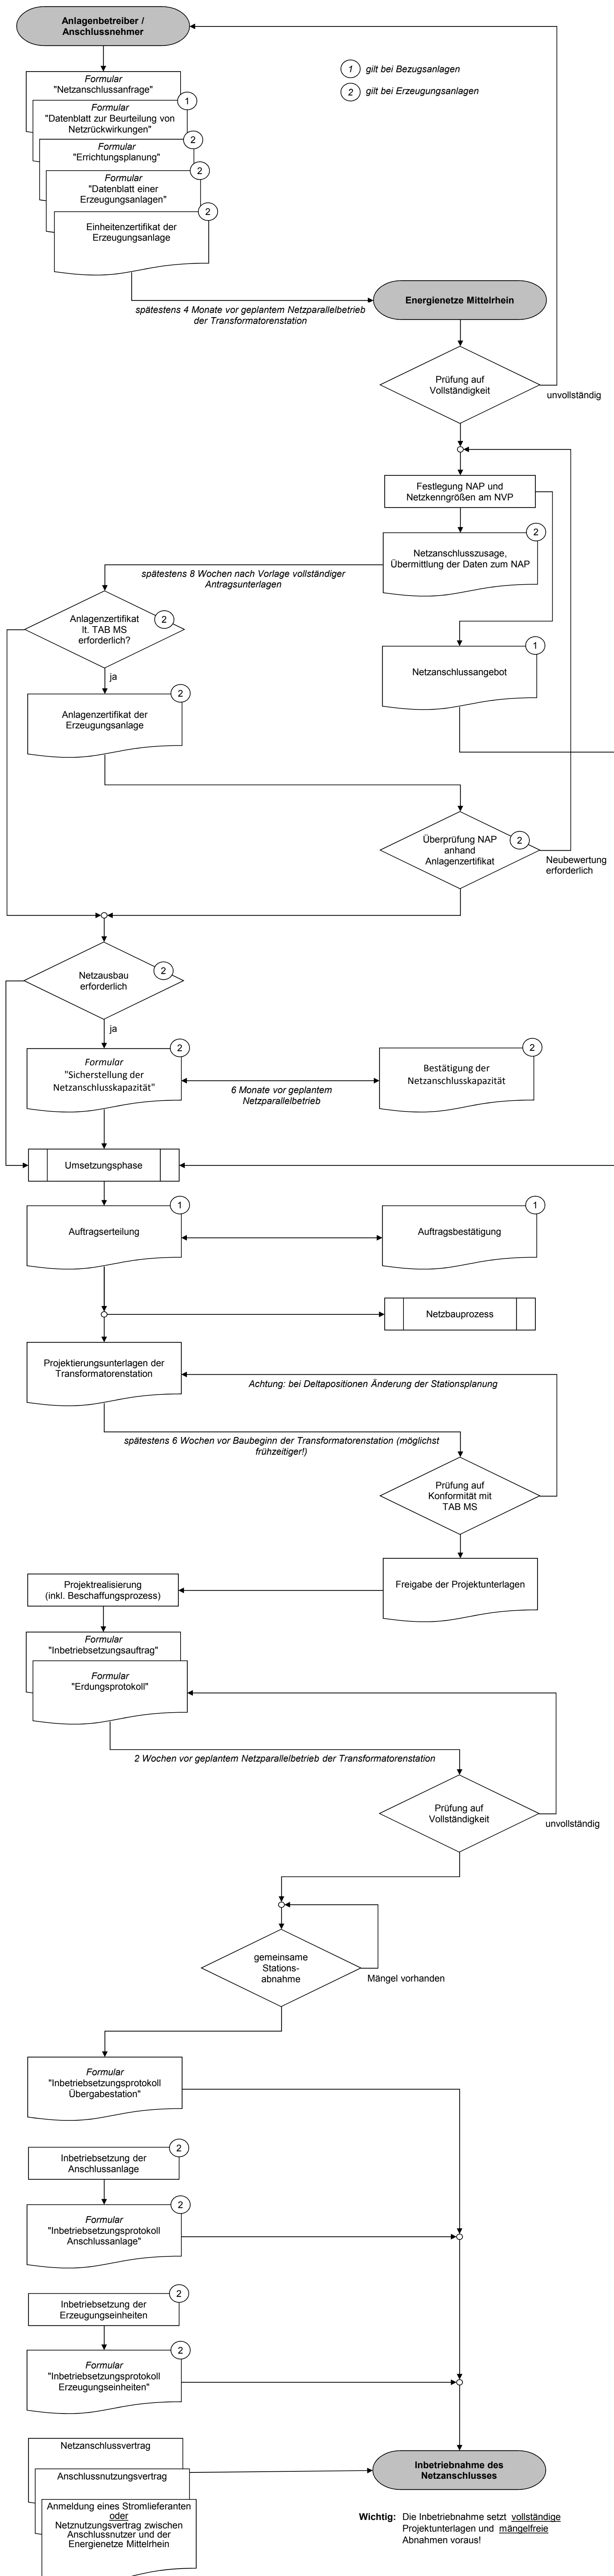 Anlagenbetreiber /
Anschlussnehmer
1 gilt bei Bezugsanlagen
2 gilt bei Erzeugungsanlagen
Formular
"Netzanschlussanfrage"
1
Formular
"Datenblatt zur Beurteilung von
Netzrückwirkungen"
2
Formular
"Errichtungsplanung"
2
Formular
"Datenblatt einer
Erzeugungsanlagen"
2
Einheitenzertifikat der
Erzeugungsanlage
spätestens 4 Monate vor geplantem Netzparallelbetrieb
der Transformatorenstation
Energienetze Mittelrhein
Prüfung auf
Vollständigkeit
unvollständig
Festlegung NAP und
Netzkenngrößen am NVP
2
Netzanschlusszusage,
Übermittlung der Daten zum NAP
spätestens 8 Wochen nach Vorlage vollständiger
Antragsunterlagen
Anlagenzertifikat
lt. TAB MS
erforderlich?
2
ja
1
Netzanschlussangebot
2
Anlagenzertifikat der
Erzeugungsanlage
Überprüfung NAP
anhand
Anlagenzertifikat
2
Neubewertung
erforderlich
Netzausbau
erforderlich
2
ja
2
Formular
"Sicherstellung der
Netzanschlusskapazität"
6 Monate vor geplantem
Netzparallelbetrieb
2
Bestätigung der
Netzanschlusskapazität
Umsetzungsphase
1
Auftragserteilung
1
Auftragsbestätigung
Netzbauprozess
Projektierungsunterlagen der
Transformatorenstation
Achtung: bei Deltapositionen Änderung der Stationsplanung
spätestens 6 Wochen vor Baubeginn der Transformatorenstation (möglichst
frühzeitiger!)
Prüfung auf
Konformität mit
TAB MS
Freigabe der Projektunterlagen
Projektrealisierung
(inkl. Beschaffungsprozess)
Formular
"Inbetriebsetzungsauftrag"
Formular
"Erdungsprotokoll"
2 Wochen vor geplantem Netzparallelbetrieb der Transformatorenstation
Prüfung auf
Vollständigkeit
unvollständig
gemeinsame
Stations-
abnahme
Mängel vorhanden
Formular
"Inbetriebsetzungsprotokoll
Übergabestation"
2
Inbetriebsetzung der
Anschlussanlage
2
Formular
"Inbetriebsetzungsprotokoll
Anschlussanlage"
2
Inbetriebsetzung der
Erzeugungseinheiten
2
Formular
"Inbetriebsetzungsprotokoll
Erzeugungseinheiten"
Netzanschlussvertrag
Anschlussnutzungsvertrag
Anmeldung eines Stromlieferanten
oder
Netznutzungsvertrag zwischen
Anschlussnutzer und der
Energienetze Mittelrhein
Inbetriebnahme des
Netzanschlusses
Wichtig: Die Inbetriebnahme setzt vollständige
Projektunterlagen und mängelfreie
Abnahmen voraus!